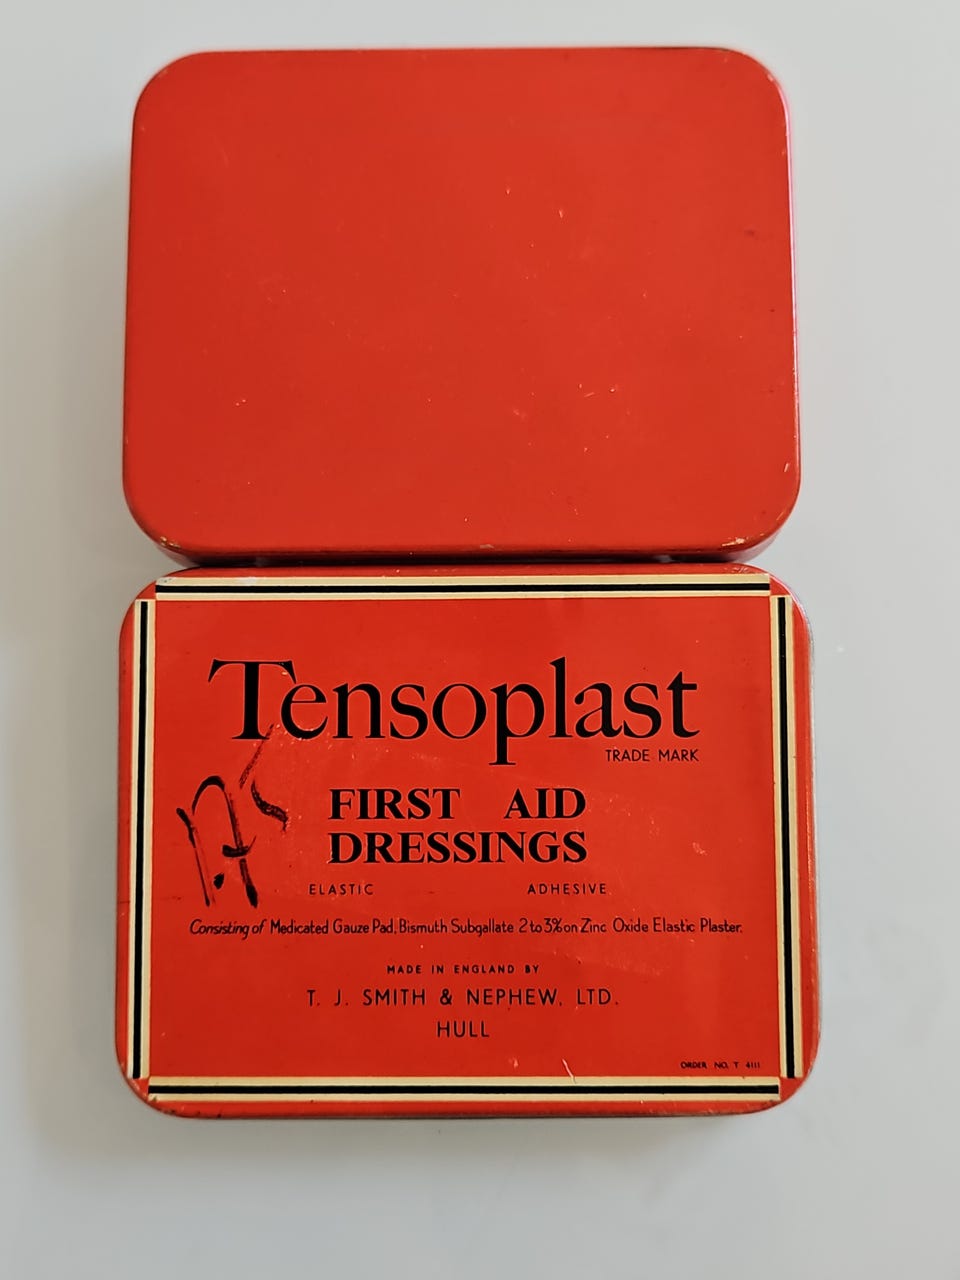 Tensoplast
TRADE MARK
FIRST AID
DRESSINGS
ELASTIC ADHESIVE
Consisting of Medicated Gauze Pad, Bismuth Subgallate 2 to 3% on Zinc Oxide Elastic Plaster.
MADE IN ENGLAND BY
T. J. SMITH & NEPHEW, LTD.
HULL
ORDER NO. T 4111